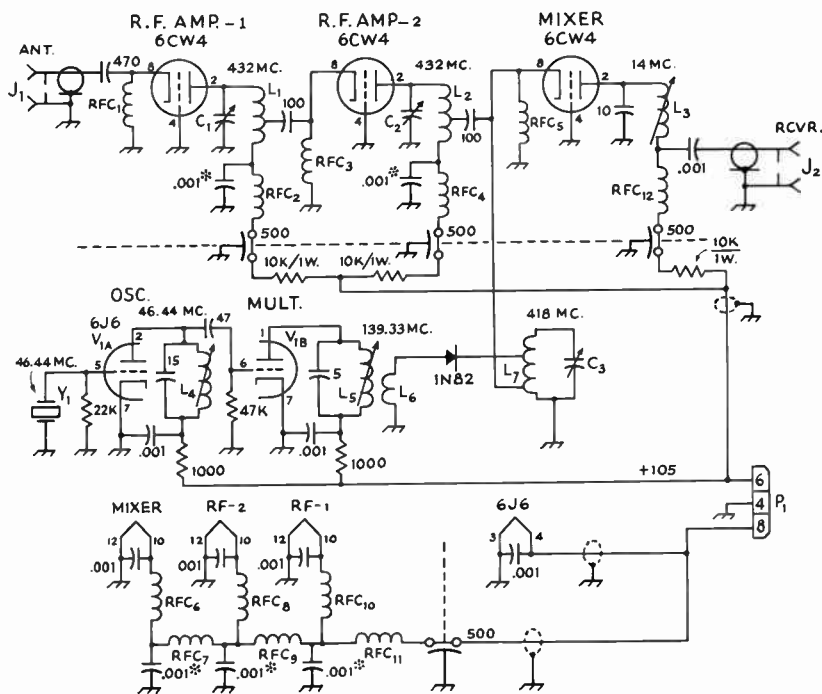 R.F. AMP.-1
6CW4
R.F. AMP-2
6CW4
MIXER
6CW4
ANT.
J1
470
RFC1
8
2
4
432 MC.
L1
C1
100
.001*
RFC2
RFC3
500
8
2
4
432 MC.
L2
C2
100
.001*
RFC4
500
8
2
4
RFC5
10
14 MC.
L3
.001
RCVR.
J2
RFC12
500
10K/1W.
10K/1W.
10K
1W.
OSC.
6J6
V1A
46.44 MC.
47
MULT.
V1B
139.33 MC.
418 MC.
46.44 MC.
Y1
5
2
7
22K
15
L4
.001
1000
1
6
7
47K
5
L5
L6
.001
1000
1N82
L7
C3
+105
6
4
8
P1
MIXER
RF-2
RF-1
6J6
12
10
.001
12
10
.001
12
10
.001
3
4
.001
RFC6
RFC8
RFC10
RFC7
RFC9
RFC11
500
.001*
.001*
.001*